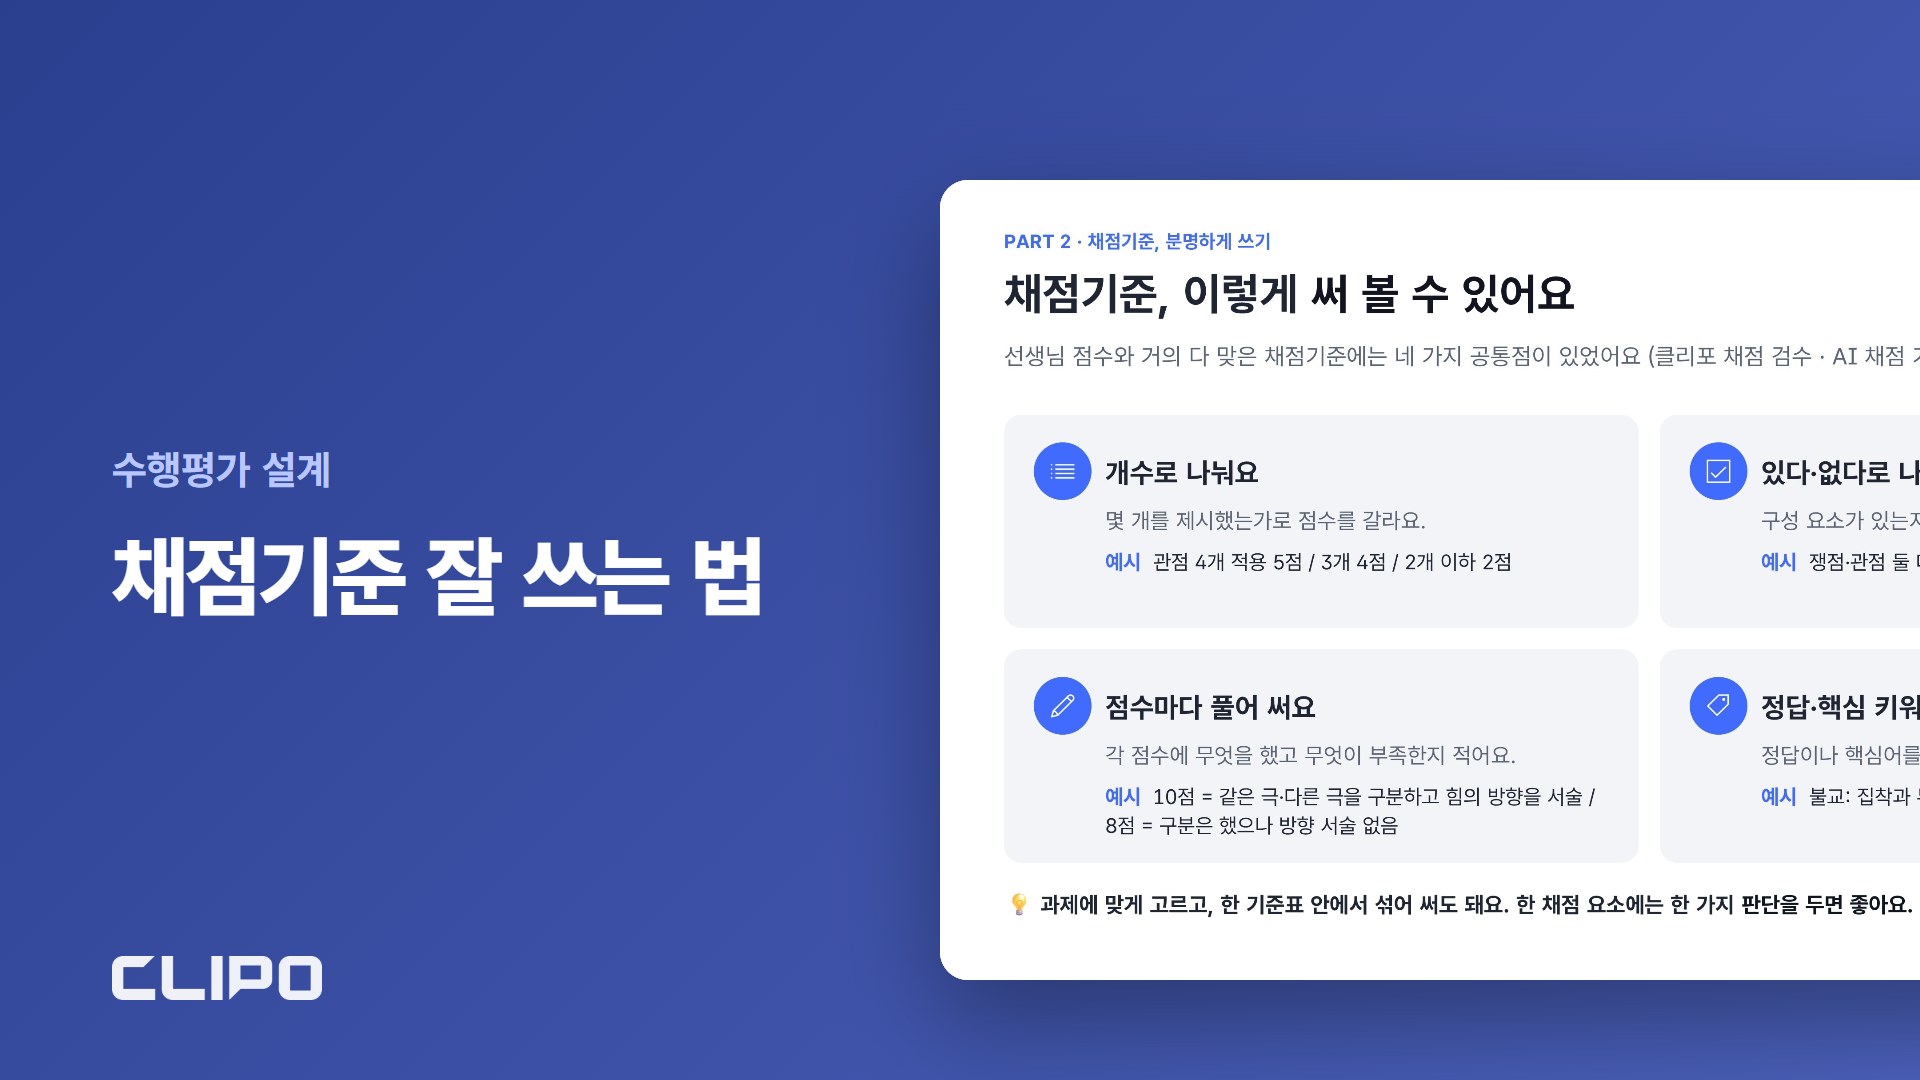 수행평가 설계
채점기준 잘 쓰는 법
CLIPO
PART 2 · 채점기준, 분명하게 쓰기
채점기준, 이렇게 써 볼 수 있어요
선생님 점수와 거의 다 맞은 채점기준에는 네 가지 공통점이 있었어요 (클리포 채점 검수 · AI 채점
개수로 나눠요
몇 개를 제시했는가로 점수를 갈라요.
예시 관점 4개 적용 5점 / 3개 4점 / 2개 이하 2점
있다·없다로
구성 요소가 있는지
예시 쟁점·관점 둘
점수마다 풀어 써요
각 점수에 무엇을 했고 무엇이 부족한지 적어요.
예시 10점 = 같은 극·다른 극을 구분하고 힘의 방향을 서술 /
8점 = 구분은 했으나 방향 서술 없음
정답·핵심 키워
정답이나 핵심어를
예시 불교: 집착과
과제에 맞게 고르고, 한 기준표 안에서 섞어 써도 돼요. 한 채점 요소에는 한 가지 판단을 두면 좋아요.